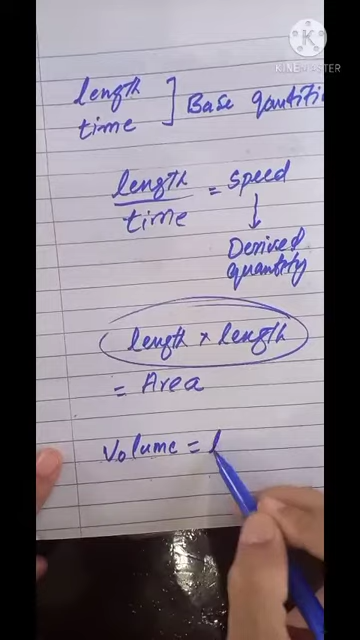 K
KINEMASTER
length
time ] Base quantiti
length
= speed
time
Derived
quantity
length × length
= Area
Volume = l